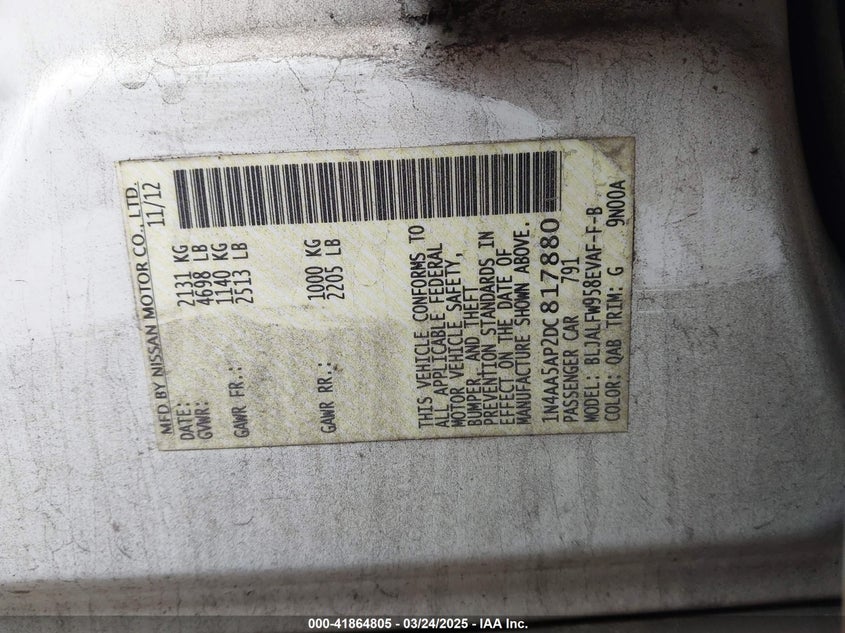 MFD BY NISSAN MOTOR CO., LTD.
DATE: 11/12
GVWR: 2131 KG
4698 LB
GAWR FR.: 1140 KG
2513 LB
GAWR RR.: 1000 KG
2205 LB
THIS VEHICLE CONFORMS TO
ALL APPLICABLE FEDERAL
MOTOR VEHICLE SAFETY,
BUMPER, AND THEFT
PREVENTION STANDARDS IN
EFFECT ON THE DATE OF
MANUFACTURE SHOWN ABOVE.
1N4AA5AP2DC817880
PASSENGER CAR 791
MODEL: BLJALFW958EVAF-F-B
COLOR: QAB TRIM: G 9N00A
000-41864805 - 03/24/2025 - IAA Inc.